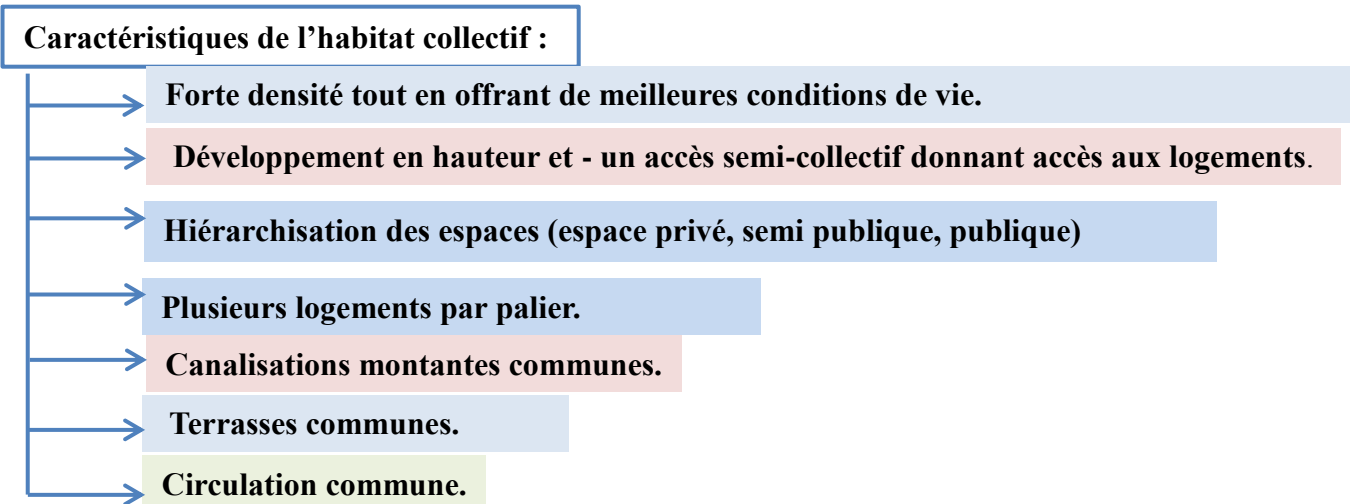 Caractéristiques de l’habitat collectif :
Forte densité tout en offrant de meilleures conditions de vie.
Développement en hauteur et - un accès semi-collectif donnant accès aux logements.
Hiérarchisation des espaces (espace privé, semi publique, publique)
Plusieurs logements par palier.
Canalisations montantes communes.
Terrasses communes.
Circulation commune.